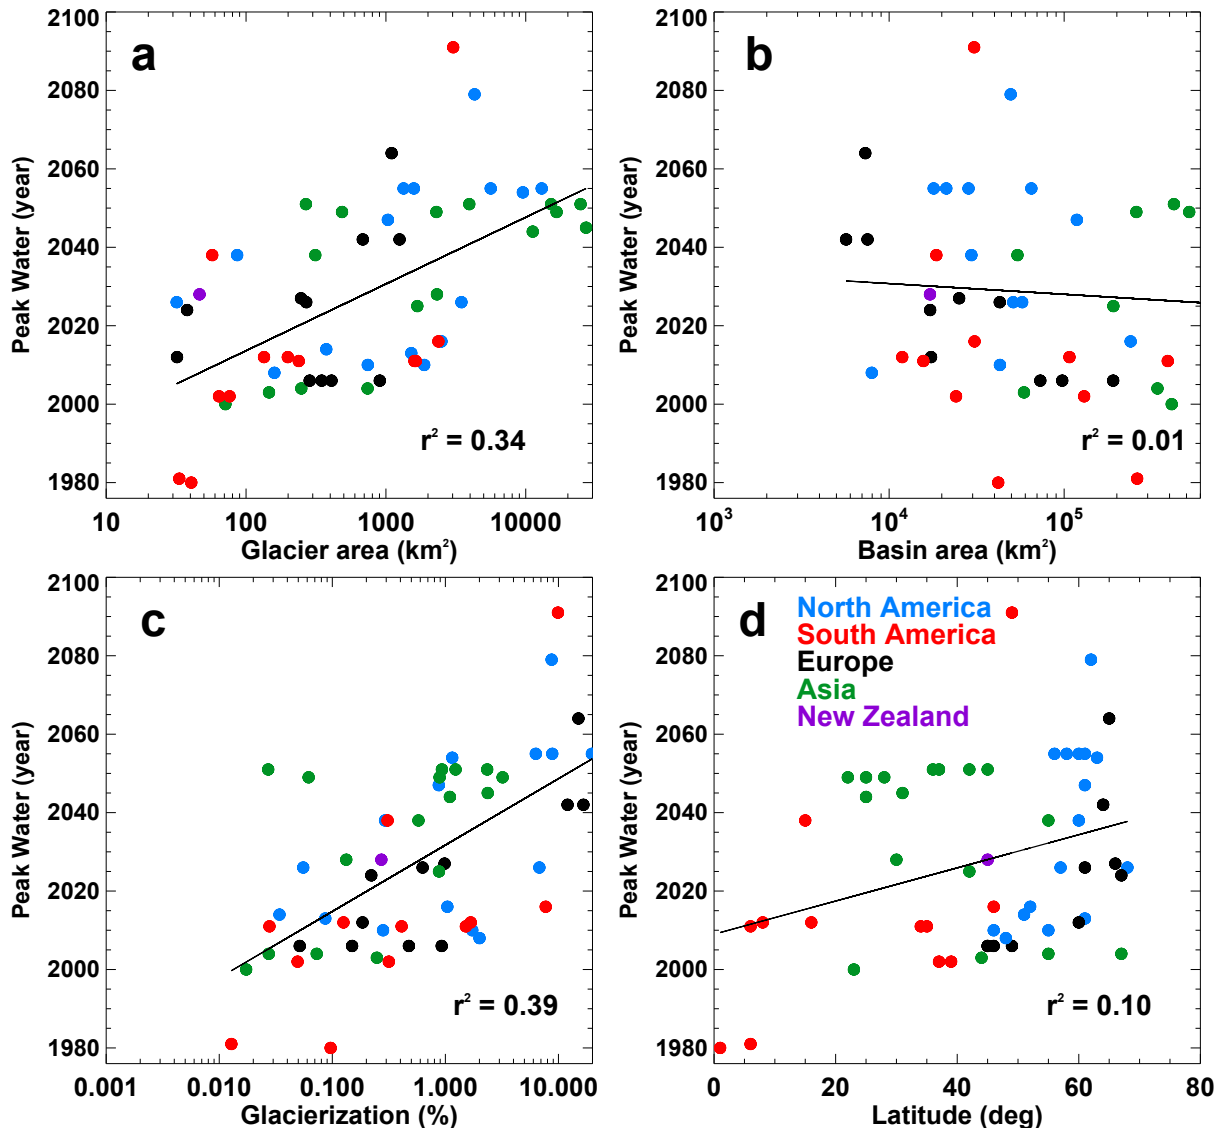 a
2100
2080
2060
2040
2020
2000
1980
Peak Water (year)
r² = 0.34
10
100
1000
10000
Glacier area (km²)
b
2100
2080
2060
2040
2020
2000
1980
Peak Water (year)
r² = 0.01
10³
10⁴
10⁵
Basin area (km²)
c
2100
2080
2060
2040
2020
2000
1980
Peak Water (year)
r² = 0.39
0.001
0.010
0.100
1.000
10.000
Glacierization (%)
d
2100
2080
2060
2040
2020
2000
1980
Peak Water (year)
North America
South America
Europe
Asia
New Zealand
r² = 0.10
0
20
40
60
80
Latitude (deg)